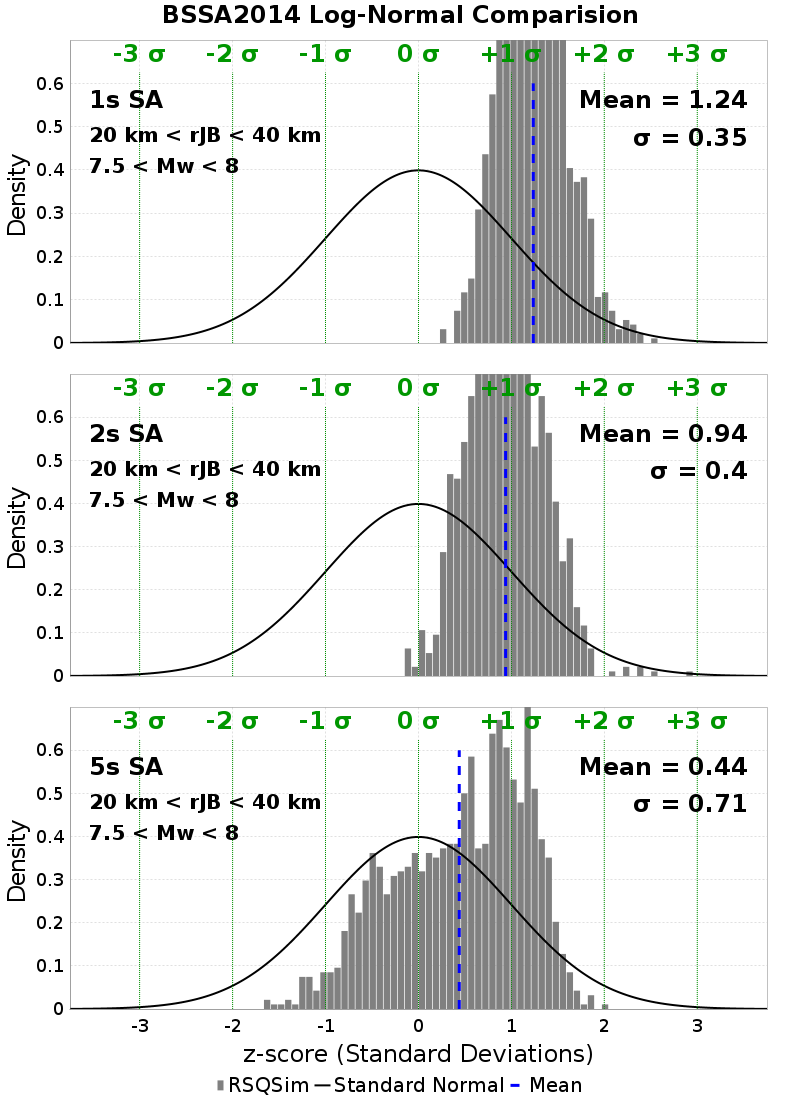 BSSA2014 Log-Normal Comparision
-3 σ -2 σ -1 σ 0 σ +1 σ +2 σ +3 σ
1s SA
20 km < rJB < 40 km
7.5 < Mw < 8
Mean = 1.24
σ = 0.35
Density
0.6
0.5
0.4
0.3
0.2
0.1
0
-3 σ -2 σ -1 σ 0 σ +1 σ +2 σ +3 σ
2s SA
20 km < rJB < 40 km
7.5 < Mw < 8
Mean = 0.94
σ = 0.4
Density
0.6
0.5
0.4
0.3
0.2
0.1
0
-3 σ -2 σ -1 σ 0 σ +1 σ +2 σ +3 σ
5s SA
20 km < rJB < 40 km
7.5 < Mw < 8
Mean = 0.44
σ = 0.71
Density
0.6
0.5
0.4
0.3
0.2
0.1
0
-3 -2 -1 0 1 2 3
z-score (Standard Deviations)
RSQSim Standard Normal Mean